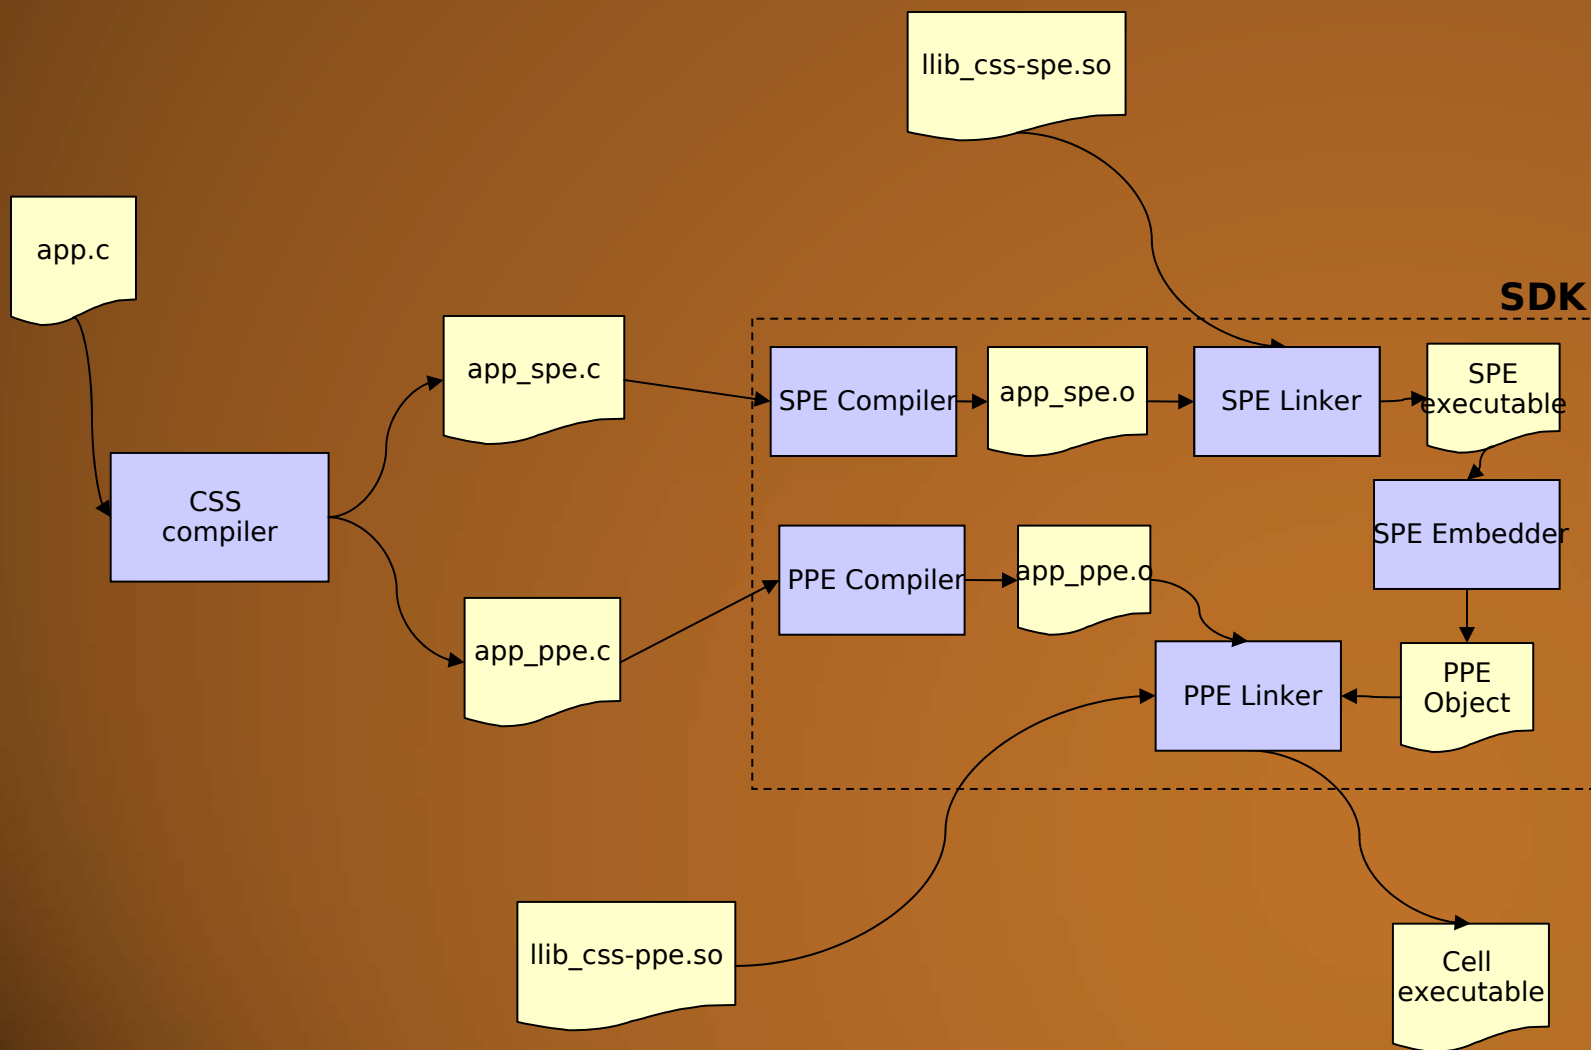 llib_css-spe.so
app.c
SDK
app_spe.c
SPE Compiler
app_spe.o
SPE Linker
SPE
executable
CSS
compiler
SPE Embedder
PPE Compiler
app_ppe.o
app_ppe.c
PPE Linker
PPE
Object
llib_css-ppe.so
Cell
executable